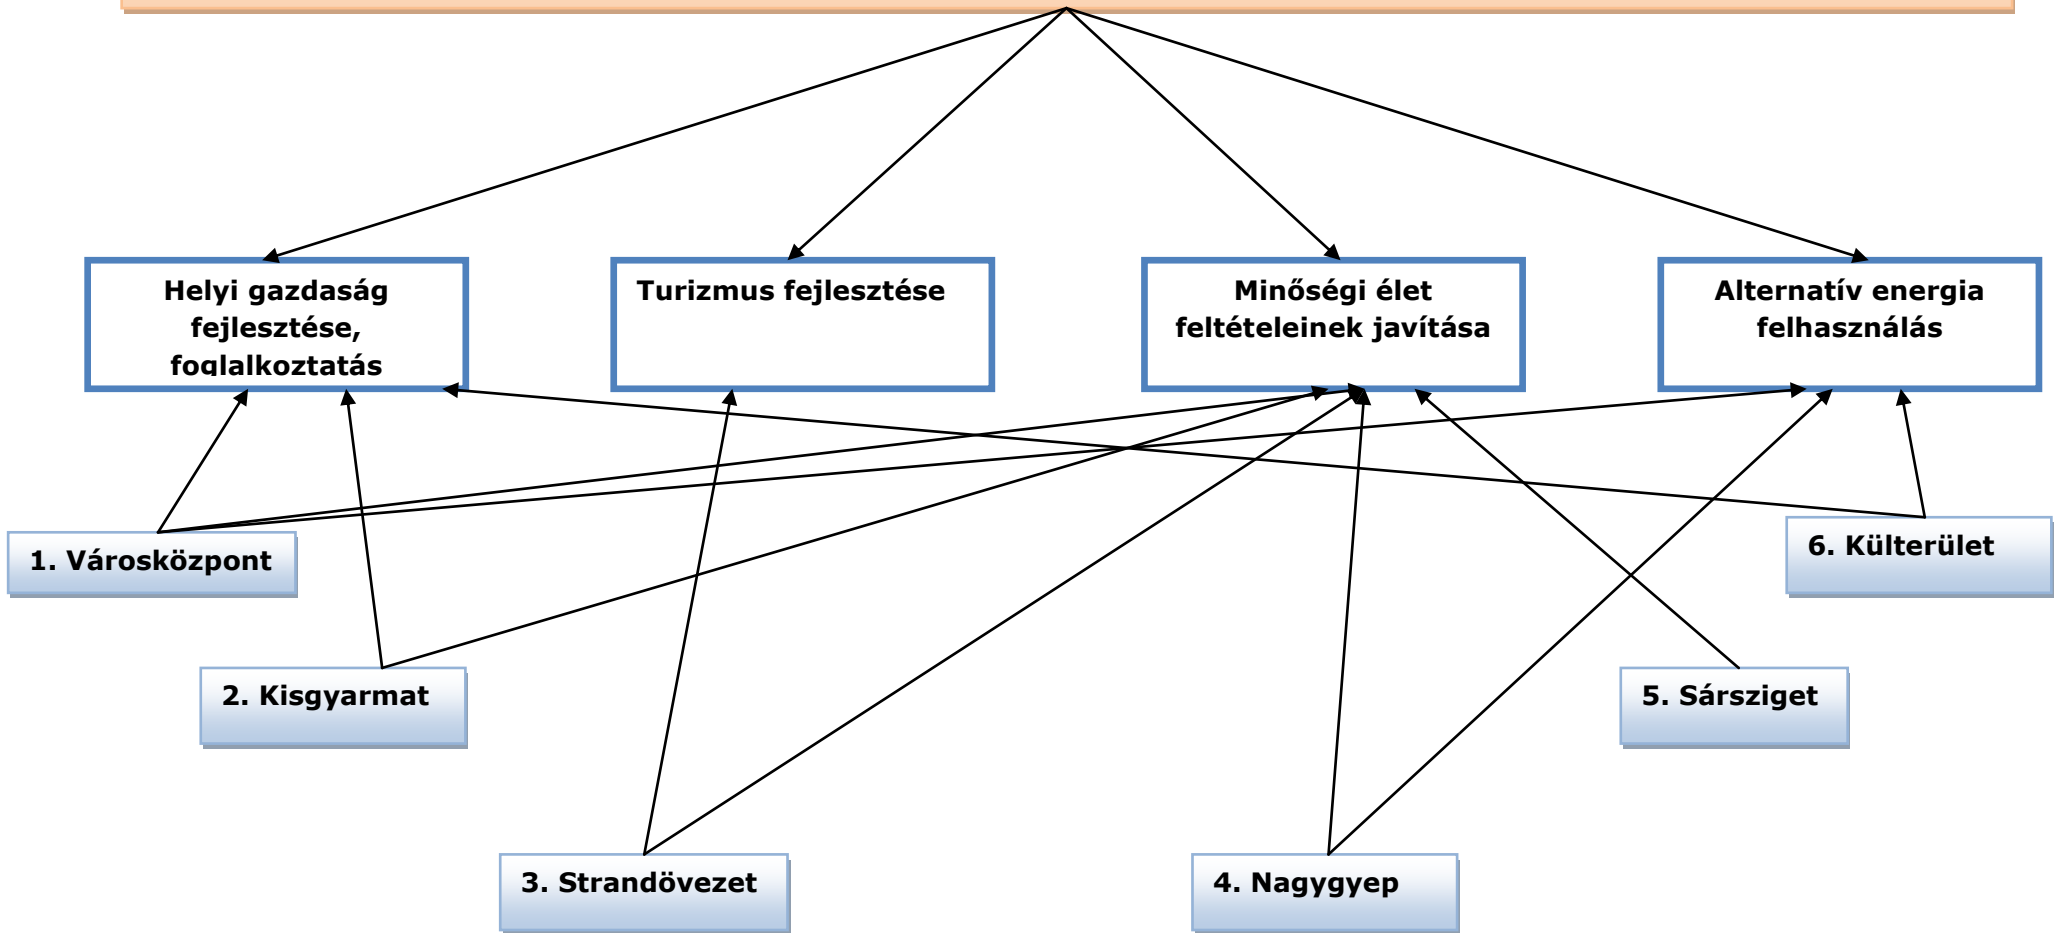 Helyi gazdaság
fejlesztése,
foglalkoztatás
Turizmus fejlesztése
Minőségi élet
feltételeinek javítása
Alternatív energia
felhasználás
1. Városközpont
6. Külterület
2. Kisgyarmat
5. Sársziget
3. Strandövezet
4. Nagygyep